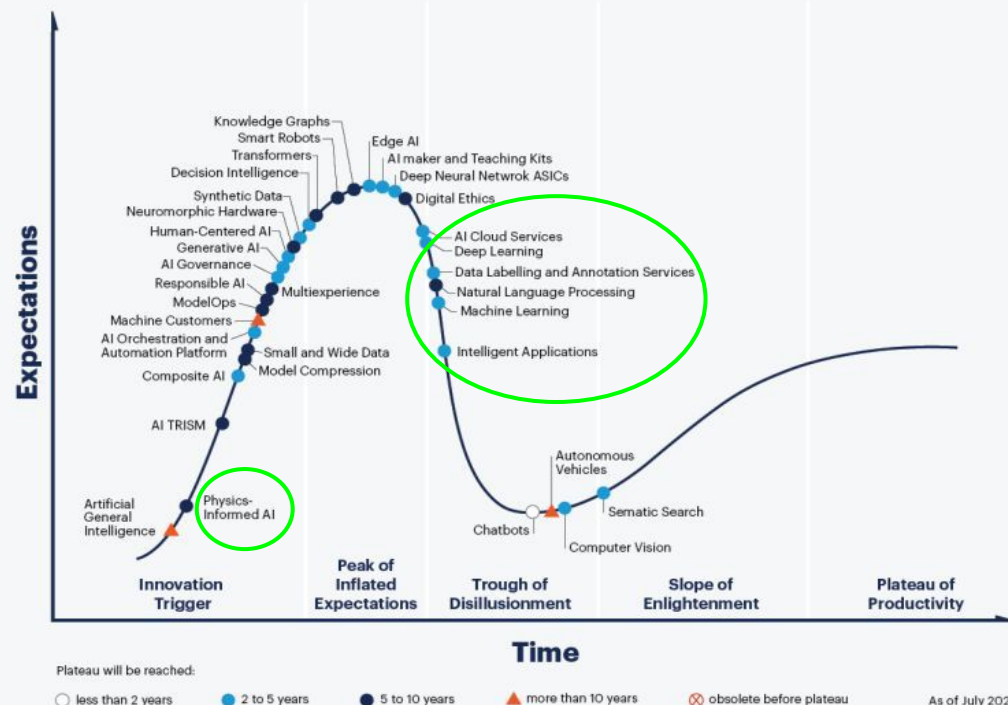 Expectations
Knowledge Graphs
Smart Robots
Transformers
Decision Intelligence
Synthetic Data
Neuromorphic Hardware
Human-Centered AI
Generative AI
AI Governance
Responsible AI
Multiexperience
ModelOps
Machine Customers
AI Orchestration and
Automation Platform
Small and Wide Data
Model Compression
Composite AI
AI TRISM
Artificial
General
Intelligence
Physics-
Informed AI
Edge AI
AI maker and Teaching Kits
Deep Neural Netwrok ASICs
Digital Ethics
AI Cloud Services
Deep Learning
Data Labelling and Annotation Services
Natural Language Processing
Machine Learning
Intelligent Applications
Autonomous
Vehicles
Chatbots
Sematic Search
Computer Vision
Innovation
Trigger
Peak of
Inflated
Expectations
Trough of
Disillusionment
Slope of
Enlightenment
Plateau of
Productivity
Time
Plateau will be reached:
less than 2 years
2 to 5 years
5 to 10 years
more than 10 years
obsolete before plateau
As of July